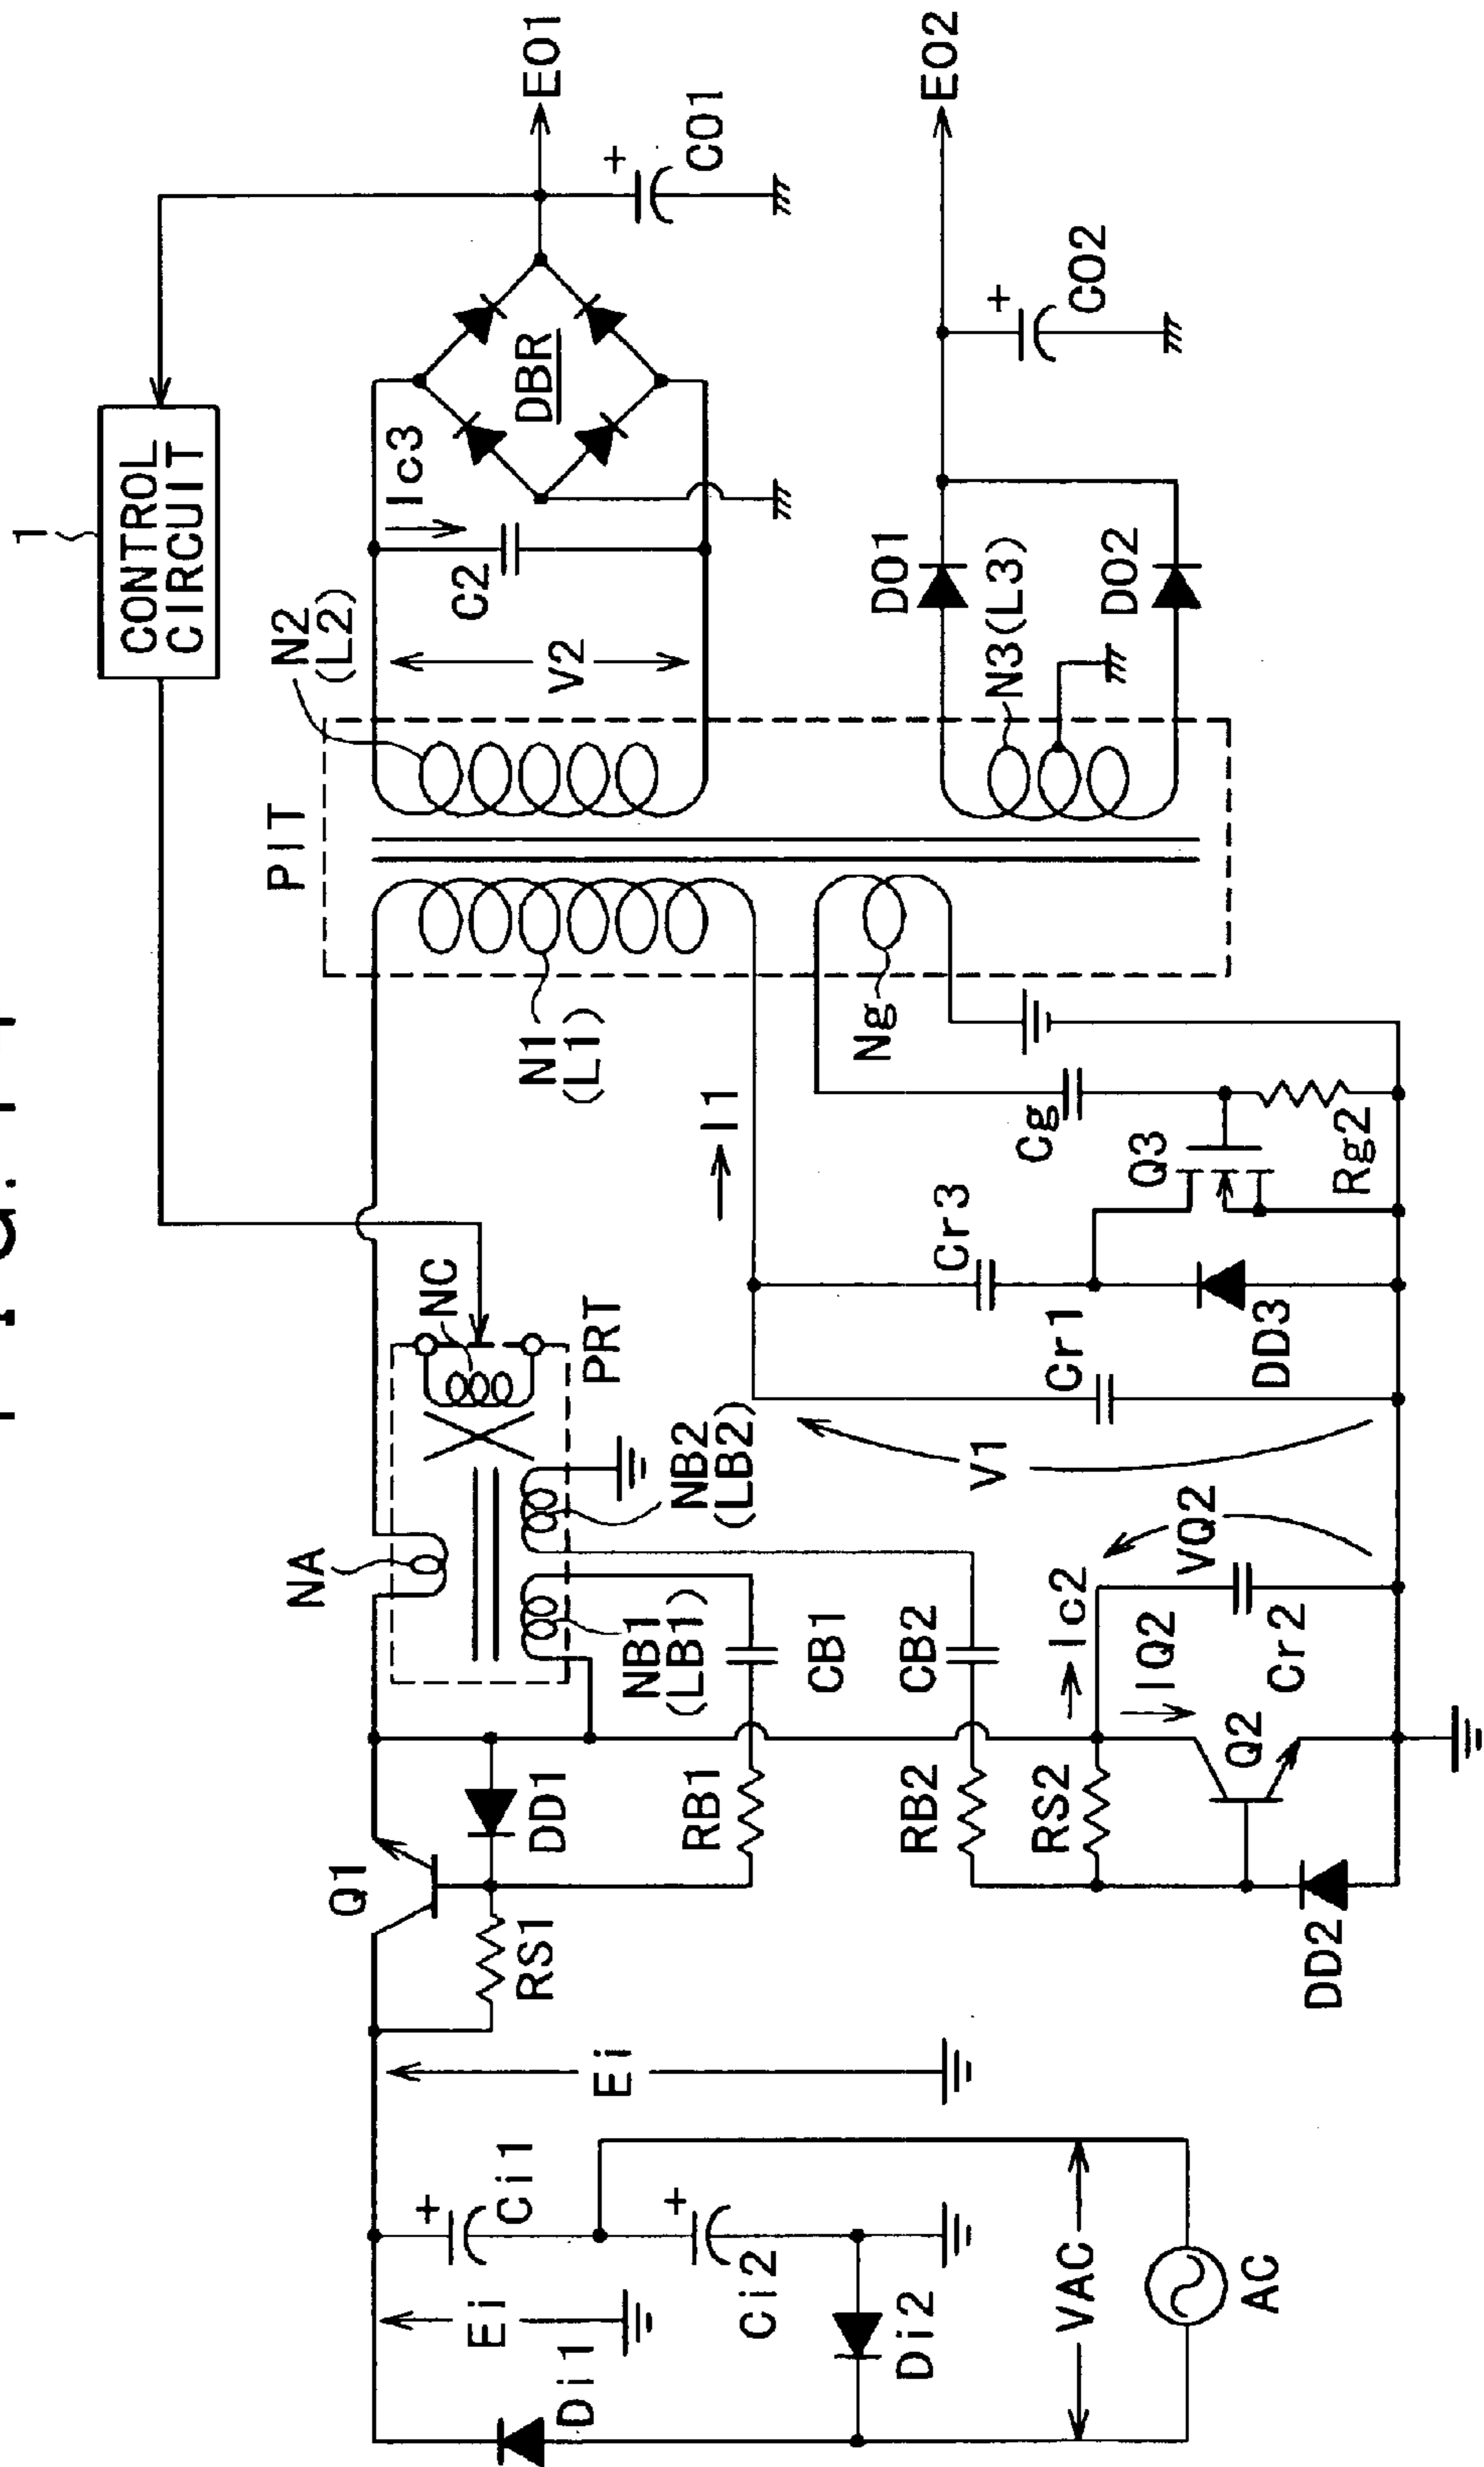 1
CONTROL
CIRCUIT
PIT
N2
(L2)
V2
C2
Ic3
DBR
EO1
+
CO1
N1
(L1)
I1
Ng
N3(L3)
DO1
DO2
EO2
+
CO2
NA
NC
PRT
NB1
(LB1)
NB2
(LB2)
CB1
CB2
RB1
RB2
Q1
DD1
RS1
RS2
Q2
DD2
Ic2
IQ2
VQ2
Cr2
V1
Cr1
Cr3
DD3
Q3
Cg
Rg2
Ei
Ei
+
Ci1
+
Ci2
Di1
Di2
VAC
AC